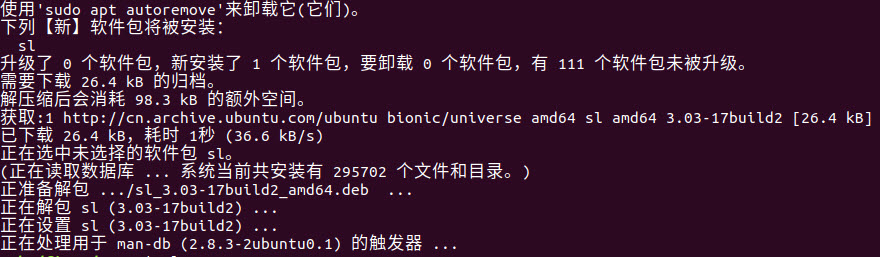 使用'sudo apt autoremove'来卸载它(它们)。
下列【新】软件包将被安装：
  sl
升级了 0 个软件包，新安装了 1 个软件包，要卸载 0 个软件包，有 111 个软件包未被升级。
需要下载 26.4 kB 的归档。
解压缩后会消耗 98.3 kB 的额外空间。
获取:1 http://cn.archive.ubuntu.com/ubuntu bionic/universe amd64 sl amd64 3.03-17build2 [26.4 kB]
已下载 26.4 kB，耗时 1秒 (36.6 kB/s)
正在选中未选择的软件包 sl。
(正在读取数据库 ... 系统当前共安装有 295702 个文件和目录。)
正准备解包 .../sl_3.03-17build2_amd64.deb  ...
正在解包 sl (3.03-17build2) ...
正在设置 sl (3.03-17build2) ...
正在处理用于 man-db (2.8.3-2ubuntu0.1) 的触发器 ...